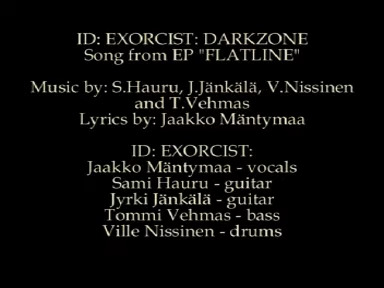 ID: EXORCIST: DARKZONE
Song from EP "FLATLINE"
Music by: S.Hauru, J.Jänkälä, V.Nissinen
and T.Vehmas
Lyrics by: Jaakko Mäntymaa
ID: EXORCIST:
Jaakko Mäntymaa - vocals
Sami Hauru - guitar
Jyrki Jänkälä - guitar
Tommi Vehmas - bass
Ville Nissinen - drums